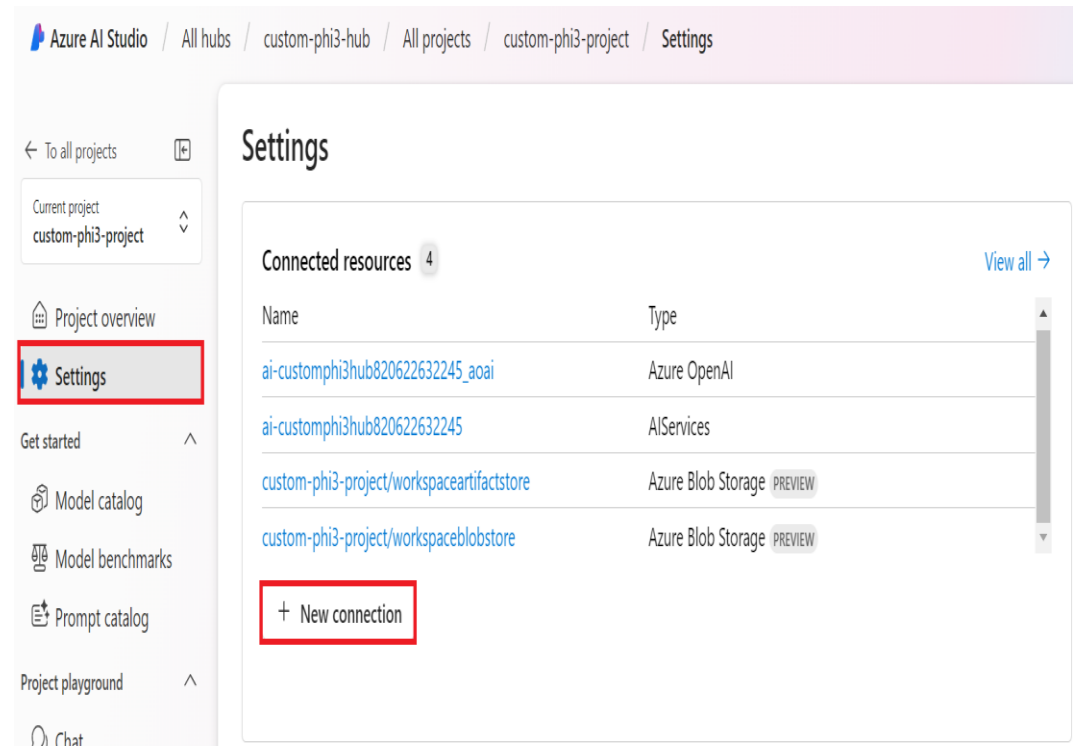 Azure AI Studio / All hubs / custom-phi3-hub / All projects / custom-phi3-project / Settings
To all projects
Current project
custom-phi3-project
Project overview
Settings
Get started
Model catalog
Model benchmarks
Prompt catalog
Project playground
Chat
Settings
Connected resources 4
View all →
Name Type
ai-customphi3hub820622632245_aoai Azure OpenAI
ai-customphi3hub820622632245 AIServices
custom-phi3-project/workspaceartifactstore Azure Blob Storage PREVIEW
custom-phi3-project/workspaceblobstore Azure Blob Storage PREVIEW
+ New connection